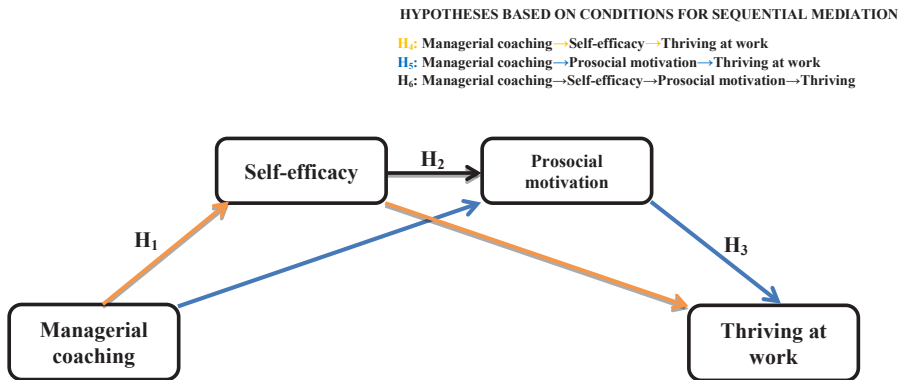 HYPOTHESES BASED ON CONDITIONS FOR SEQUENTIAL MEDIATION
H₄: Managerial coaching→Self-efficacy→Thriving at work
H₅: Managerial coaching→Prosocial motivation→Thriving at work
H₆: Managerial coaching→Self-efficacy→Prosocial motivation→Thriving
Self-efficacy
H₂
Prosocial
motivation
H₁
H₃
Managerial
coaching
Thriving at
work